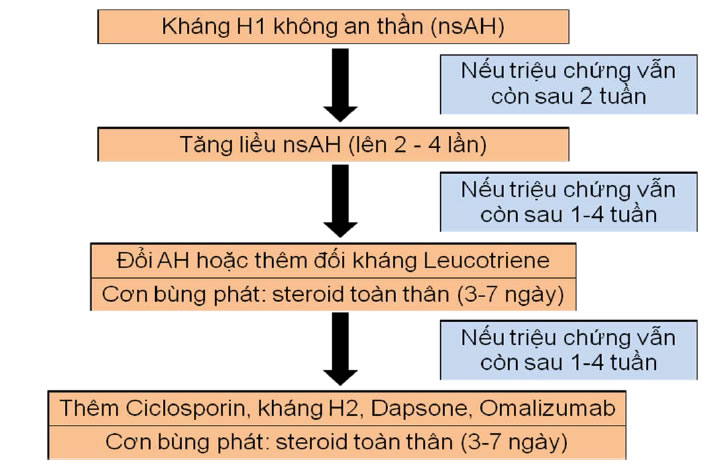 Kháng H1 không an thần (nsAH)
Nếu triệu chứng vẫn
còn sau 2 tuần
Tăng liều nsAH (lên 2 - 4 lần)
Nếu triệu chứng vẫn
còn sau 1-4 tuần
Đổi AH hoặc thêm đối kháng Leucotriene
Cơn bùng phát: steroid toàn thân (3-7 ngày)
Nếu triệu chứng vẫn
còn sau 1-4 tuần
Thêm Ciclosporin, kháng H2, Dapsone, Omalizumab
Cơn bùng phát: steroid toàn thân (3-7 ngày)